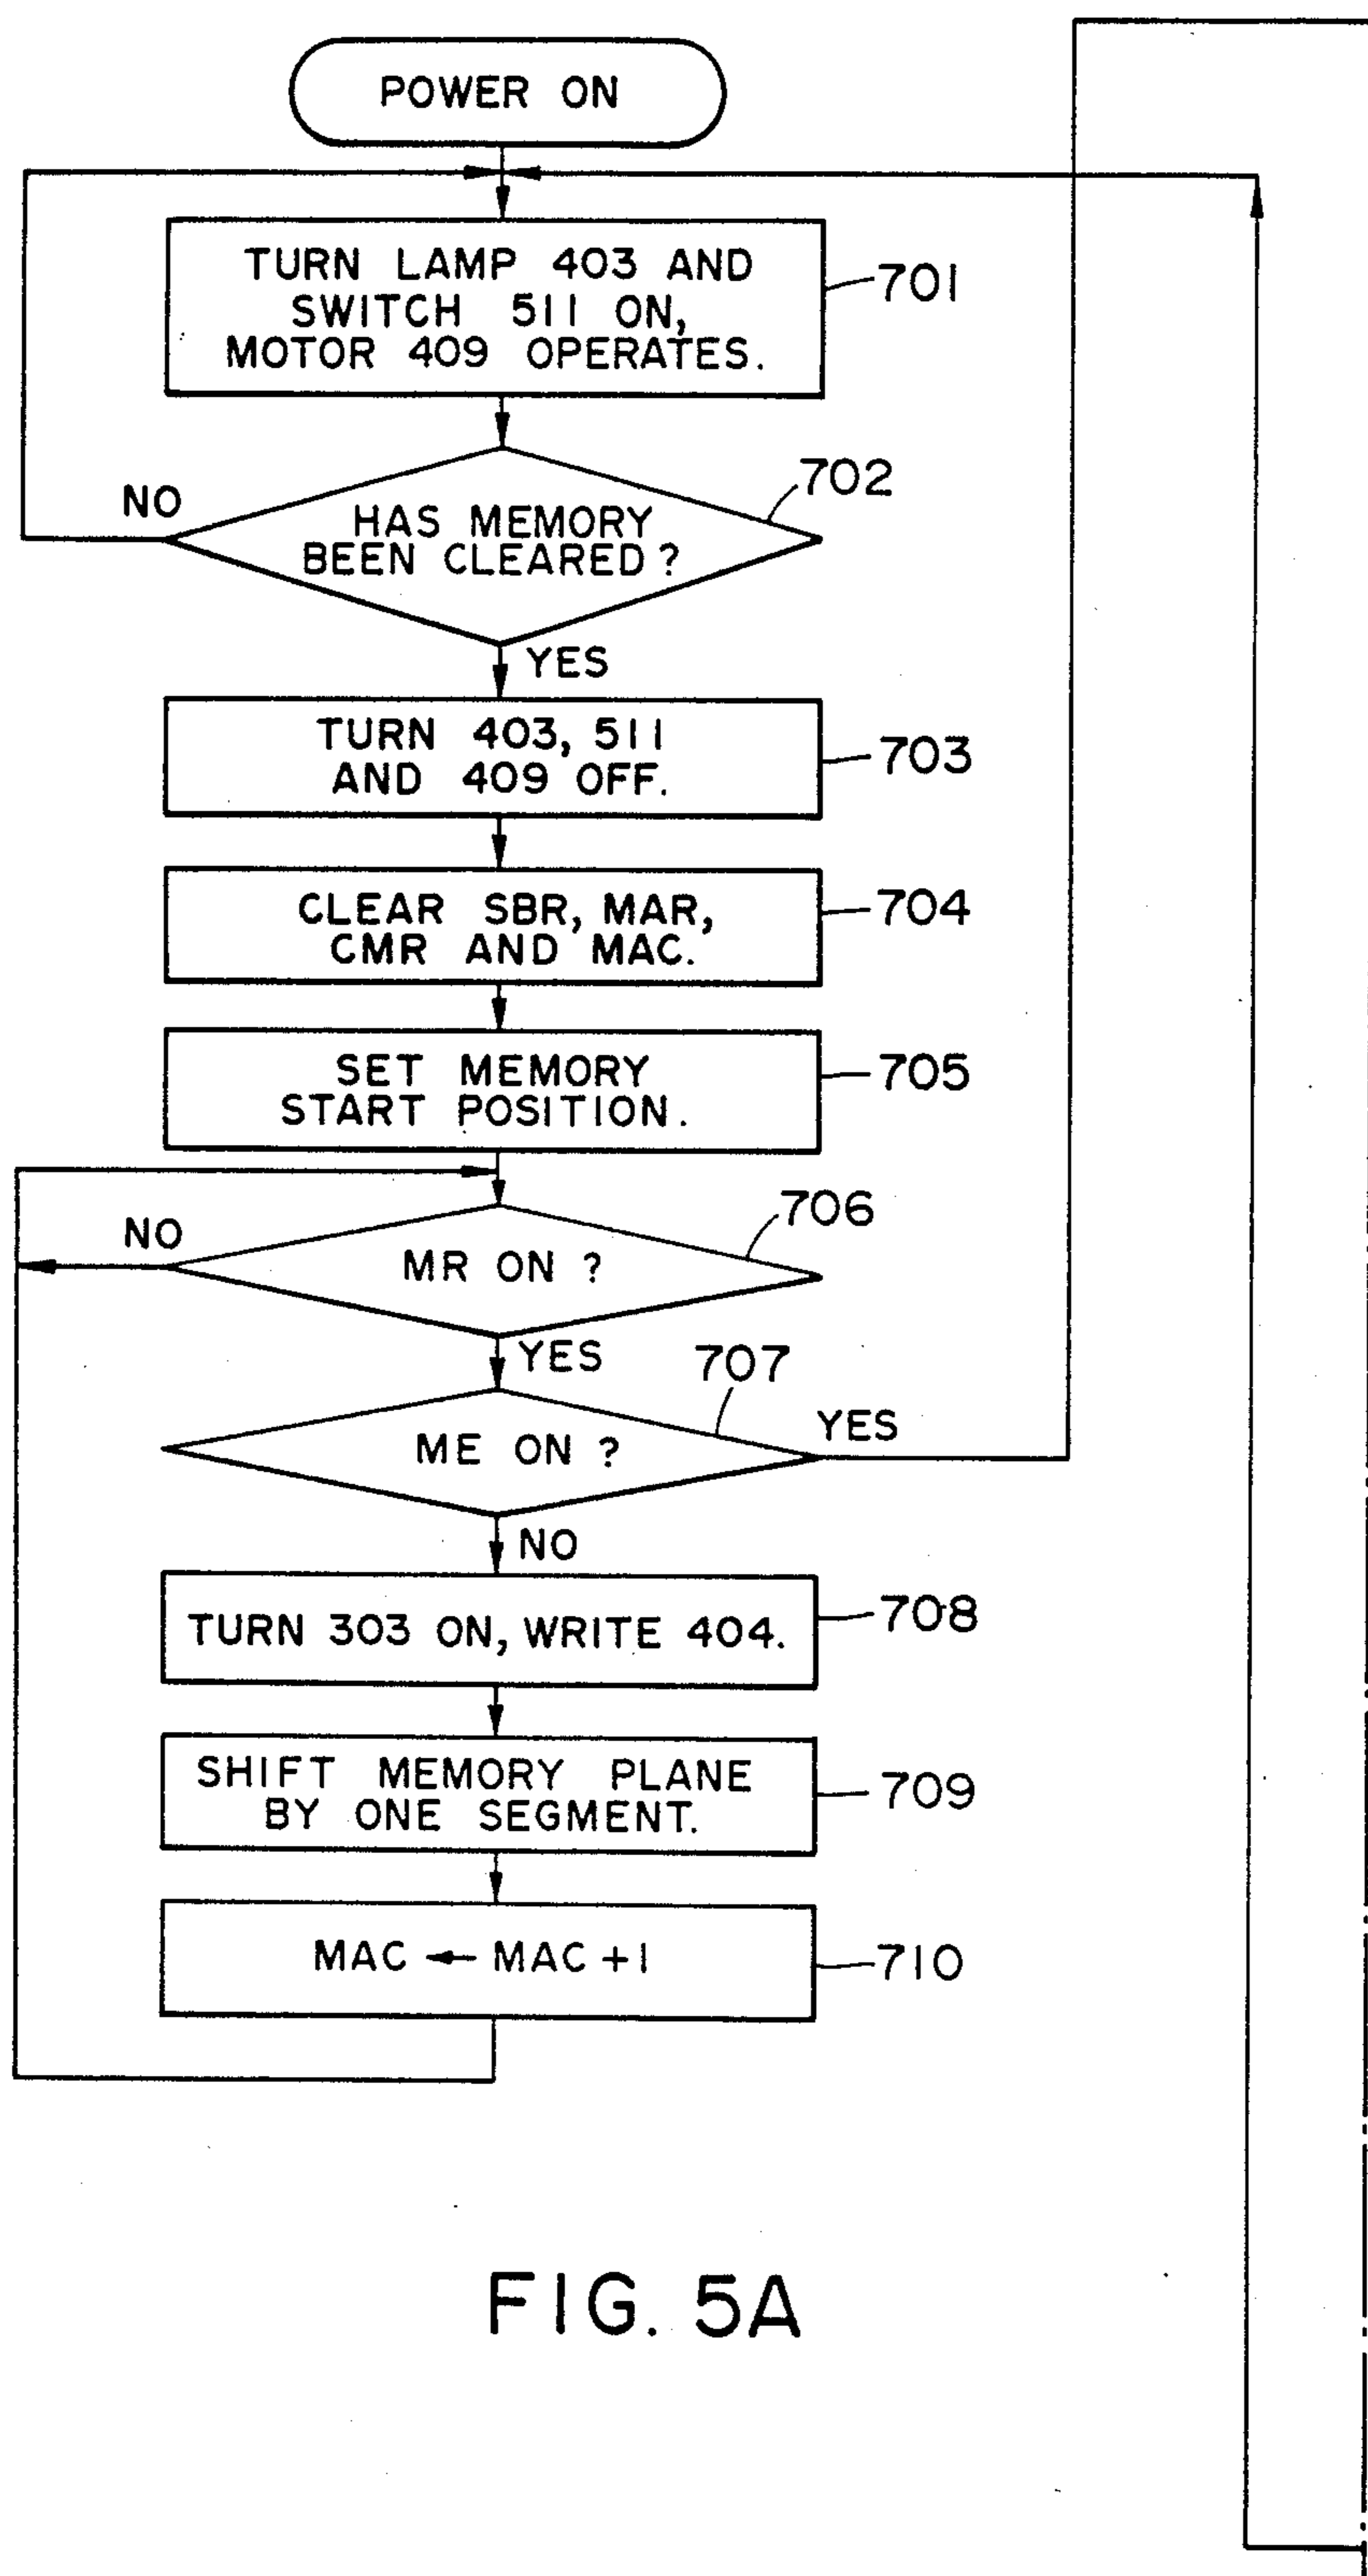 POWER ON
TURN LAMP 403 AND
SWITCH 511 ON,
MOTOR 409 OPERATES.
701
NO
702
HAS MEMORY
BEEN CLEARED?
YES
TURN 403, 511
AND 409 OFF.
703
CLEAR SBR, MAR,
CMR AND MAC.
704
SET MEMORY
START POSITION.
705
NO
706
MR ON ?
YES
707
ME ON ?
YES
NO
TURN 303 ON, WRITE 404.
708
SHIFT MEMORY PLANE
BY ONE SEGMENT.
709
MAC ← MAC +1
710
FIG. 5A